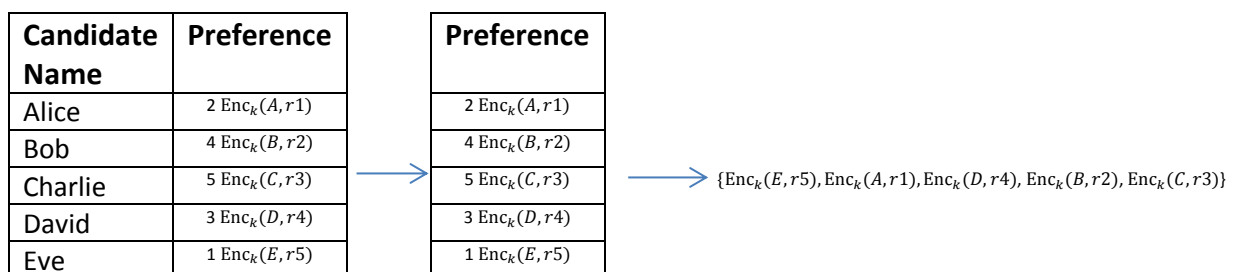 Candidate Name Preference
Alice 2 Enc_k(A, r1)
Bob 4 Enc_k(B, r2)
Charlie 5 Enc_k(C, r3)
David 3 Enc_k(D, r4)
Eve 1 Enc_k(E, r5)
Preference
2 Enc_k(A, r1)
4 Enc_k(B, r2)
5 Enc_k(C, r3)
3 Enc_k(D, r4)
1 Enc_k(E, r5)
{Enc_k(E, r5), Enc_k(A, r1), Enc_k(D, r4), Enc_k(B, r2), Enc_k(C, r3)}